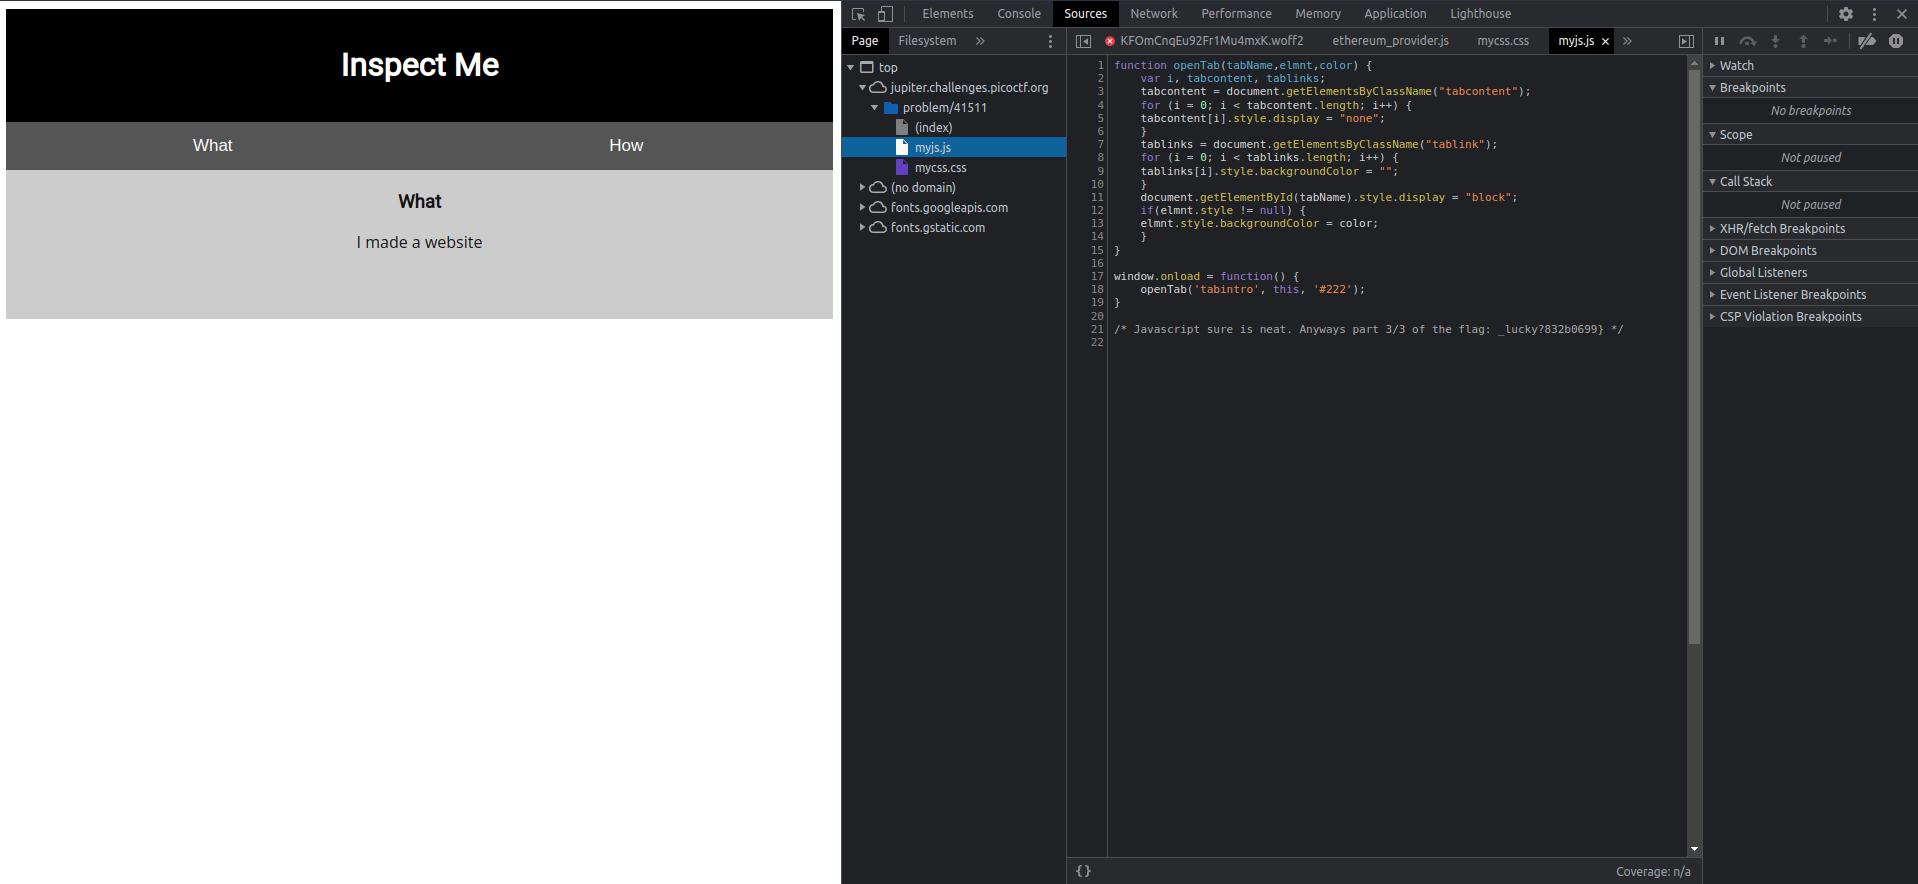 Inspect Me
What
How
What
I made a website
Elements
Console
Sources
Network
Performance
Memory
Application
Lighthouse
Page
Filesystem
»
top
jupiter.challenges.picoctf.org
problem/41511
(index)
myjs.js
mycss.css
(no domain)
fonts.googleapis.com
fonts.gstatic.com
KFOmCnqEu92Fr1Mu4mxK.woff2
ethereum_provider.js
mycss.css
myjs.js ×
»
1 function openTab(tabName,elmnt,color) {
2 var i, tabcontent, tablinks;
3 tabcontent = document.getElementsByClassName("tabcontent");
4 for (i = 0; i < tabcontent.length; i++) {
5 tabcontent[i].style.display = "none";
6 }
7 tablinks = document.getElementsByClassName("tablink");
8 for (i = 0; i < tablinks.length; i++) {
9 tablinks[i].style.backgroundColor = "";
10 }
11 document.getElementById(tabName).style.display = "block";
12 if(elmnt.style != null) {
13 elmnt.style.backgroundColor = color;
14 }
15 }
16
17 window.onload = function() {
18 openTab('tabintro', this, '#222');
19 }
20
21 /* Javascript sure is neat. Anyways part 3/3 of the flag: _lucky?832b0699} */
22
{}
Coverage: n/a
Watch
Breakpoints
No breakpoints
Scope
Not paused
Call Stack
Not paused
XHR/fetch Breakpoints
DOM Breakpoints
Global Listeners
Event Listener Breakpoints
CSP Violation Breakpoints